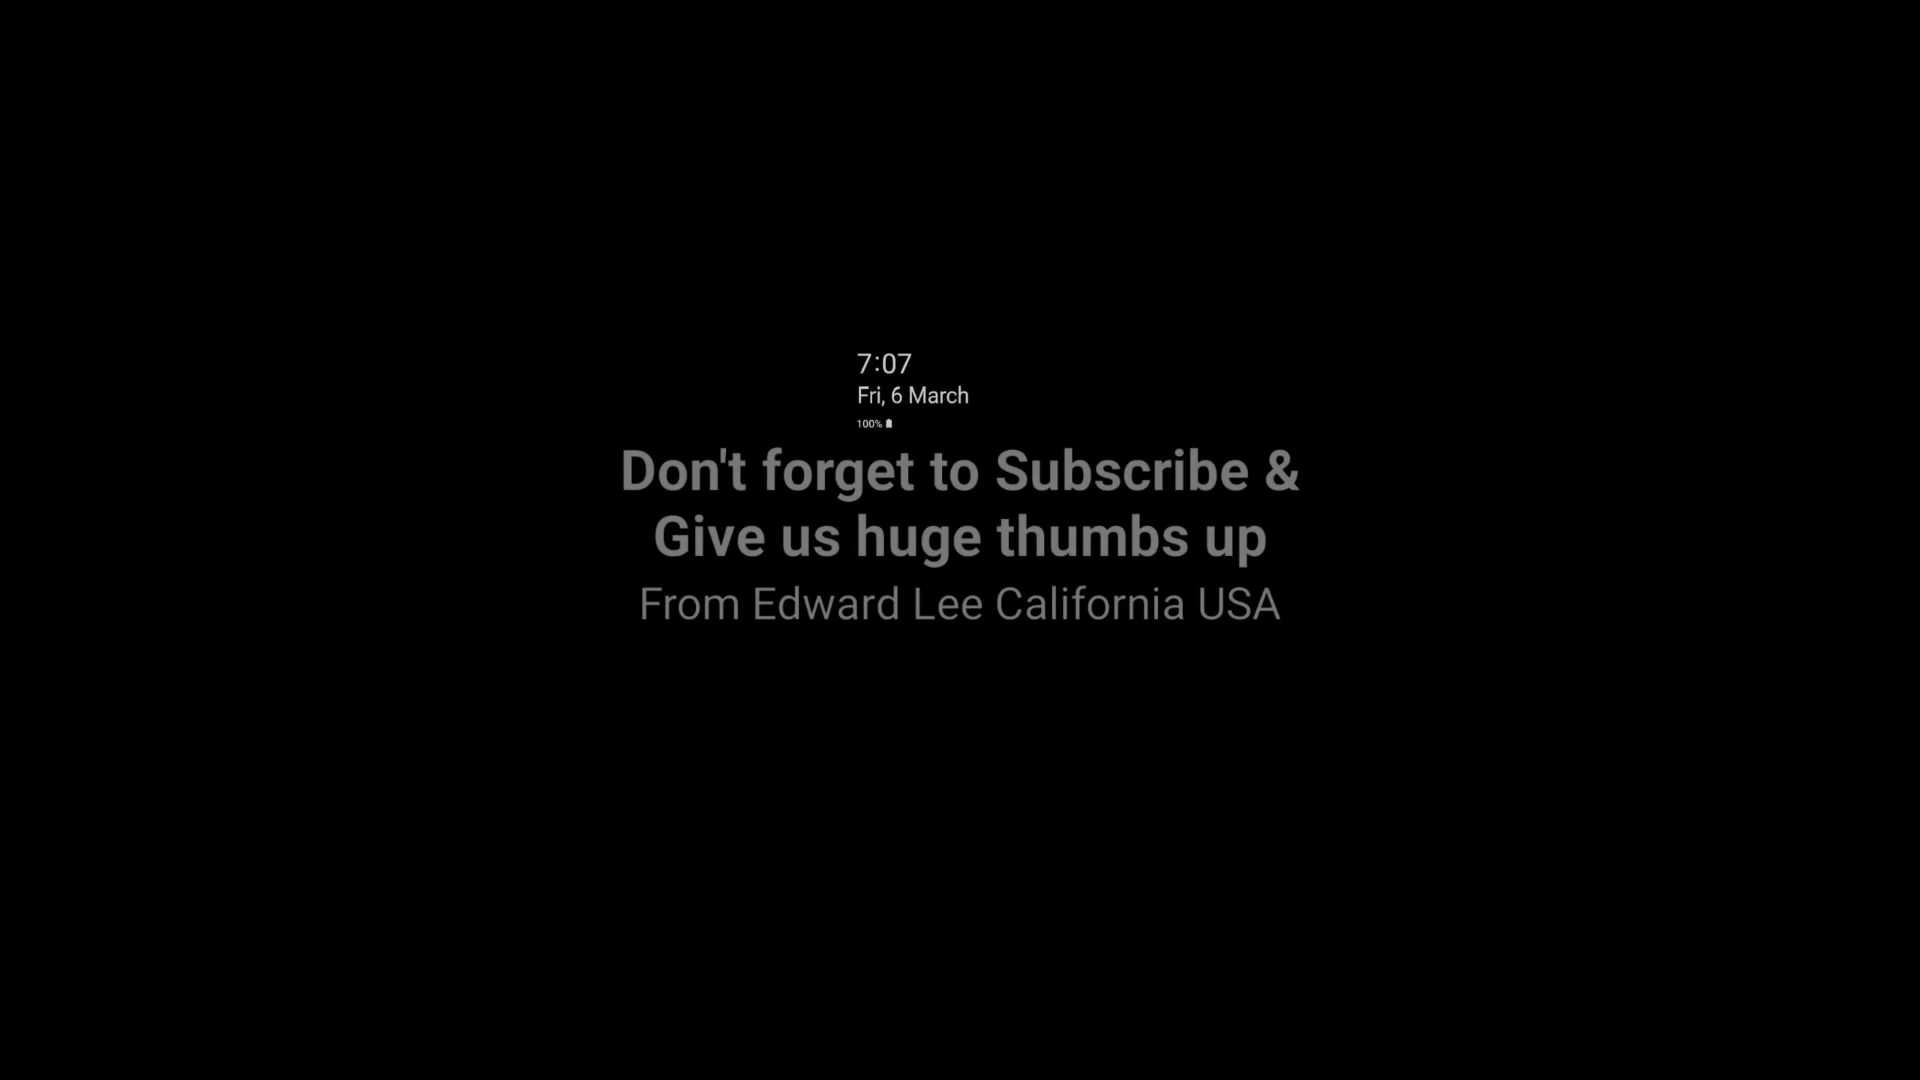 7:07
Fri, 6 March
100%
Don't forget to Subscribe &
Give us huge thumbs up
From Edward Lee California USA